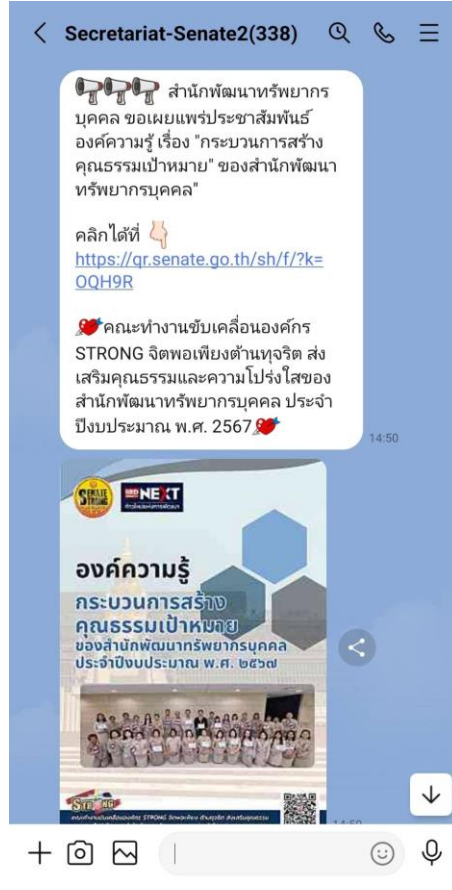 Secretariat-Senate2(338)
สำนักพัฒนาทรัพยากร
บุคคล ขอเผยแพร่ประชาสัมพันธ์
องค์ความรู้ เรื่อง "กระบวนการสร้าง
คุณธรรมเป้าหมาย" ของสำนักพัฒนา
ทรัพยากรบุคคล"
คลิกได้ที่
https://qr.senate.go.th/sh/f/?k=
OQH9R
คณะทำงานขับเคลื่อนองค์กร
STRONG จิตพอเพียงต้านทุจริต ส่ง
เสริมคุณธรรมและความโปร่งใสของ
สำนักพัฒนาทรัพยากรบุคคล ประจำ
ปีงบประมาณ พ.ศ. 2567
14:50
SENATE
STRONG
NEXT
องค์ความรู้
กระบวนการสร้าง
คุณธรรมเป้าหมาย
ของสำนักพัฒนาทรัพยากรบุคคล
ประจำปีงบประมาณ พ.ศ. ๒๕๖๗
STRONG
14:50